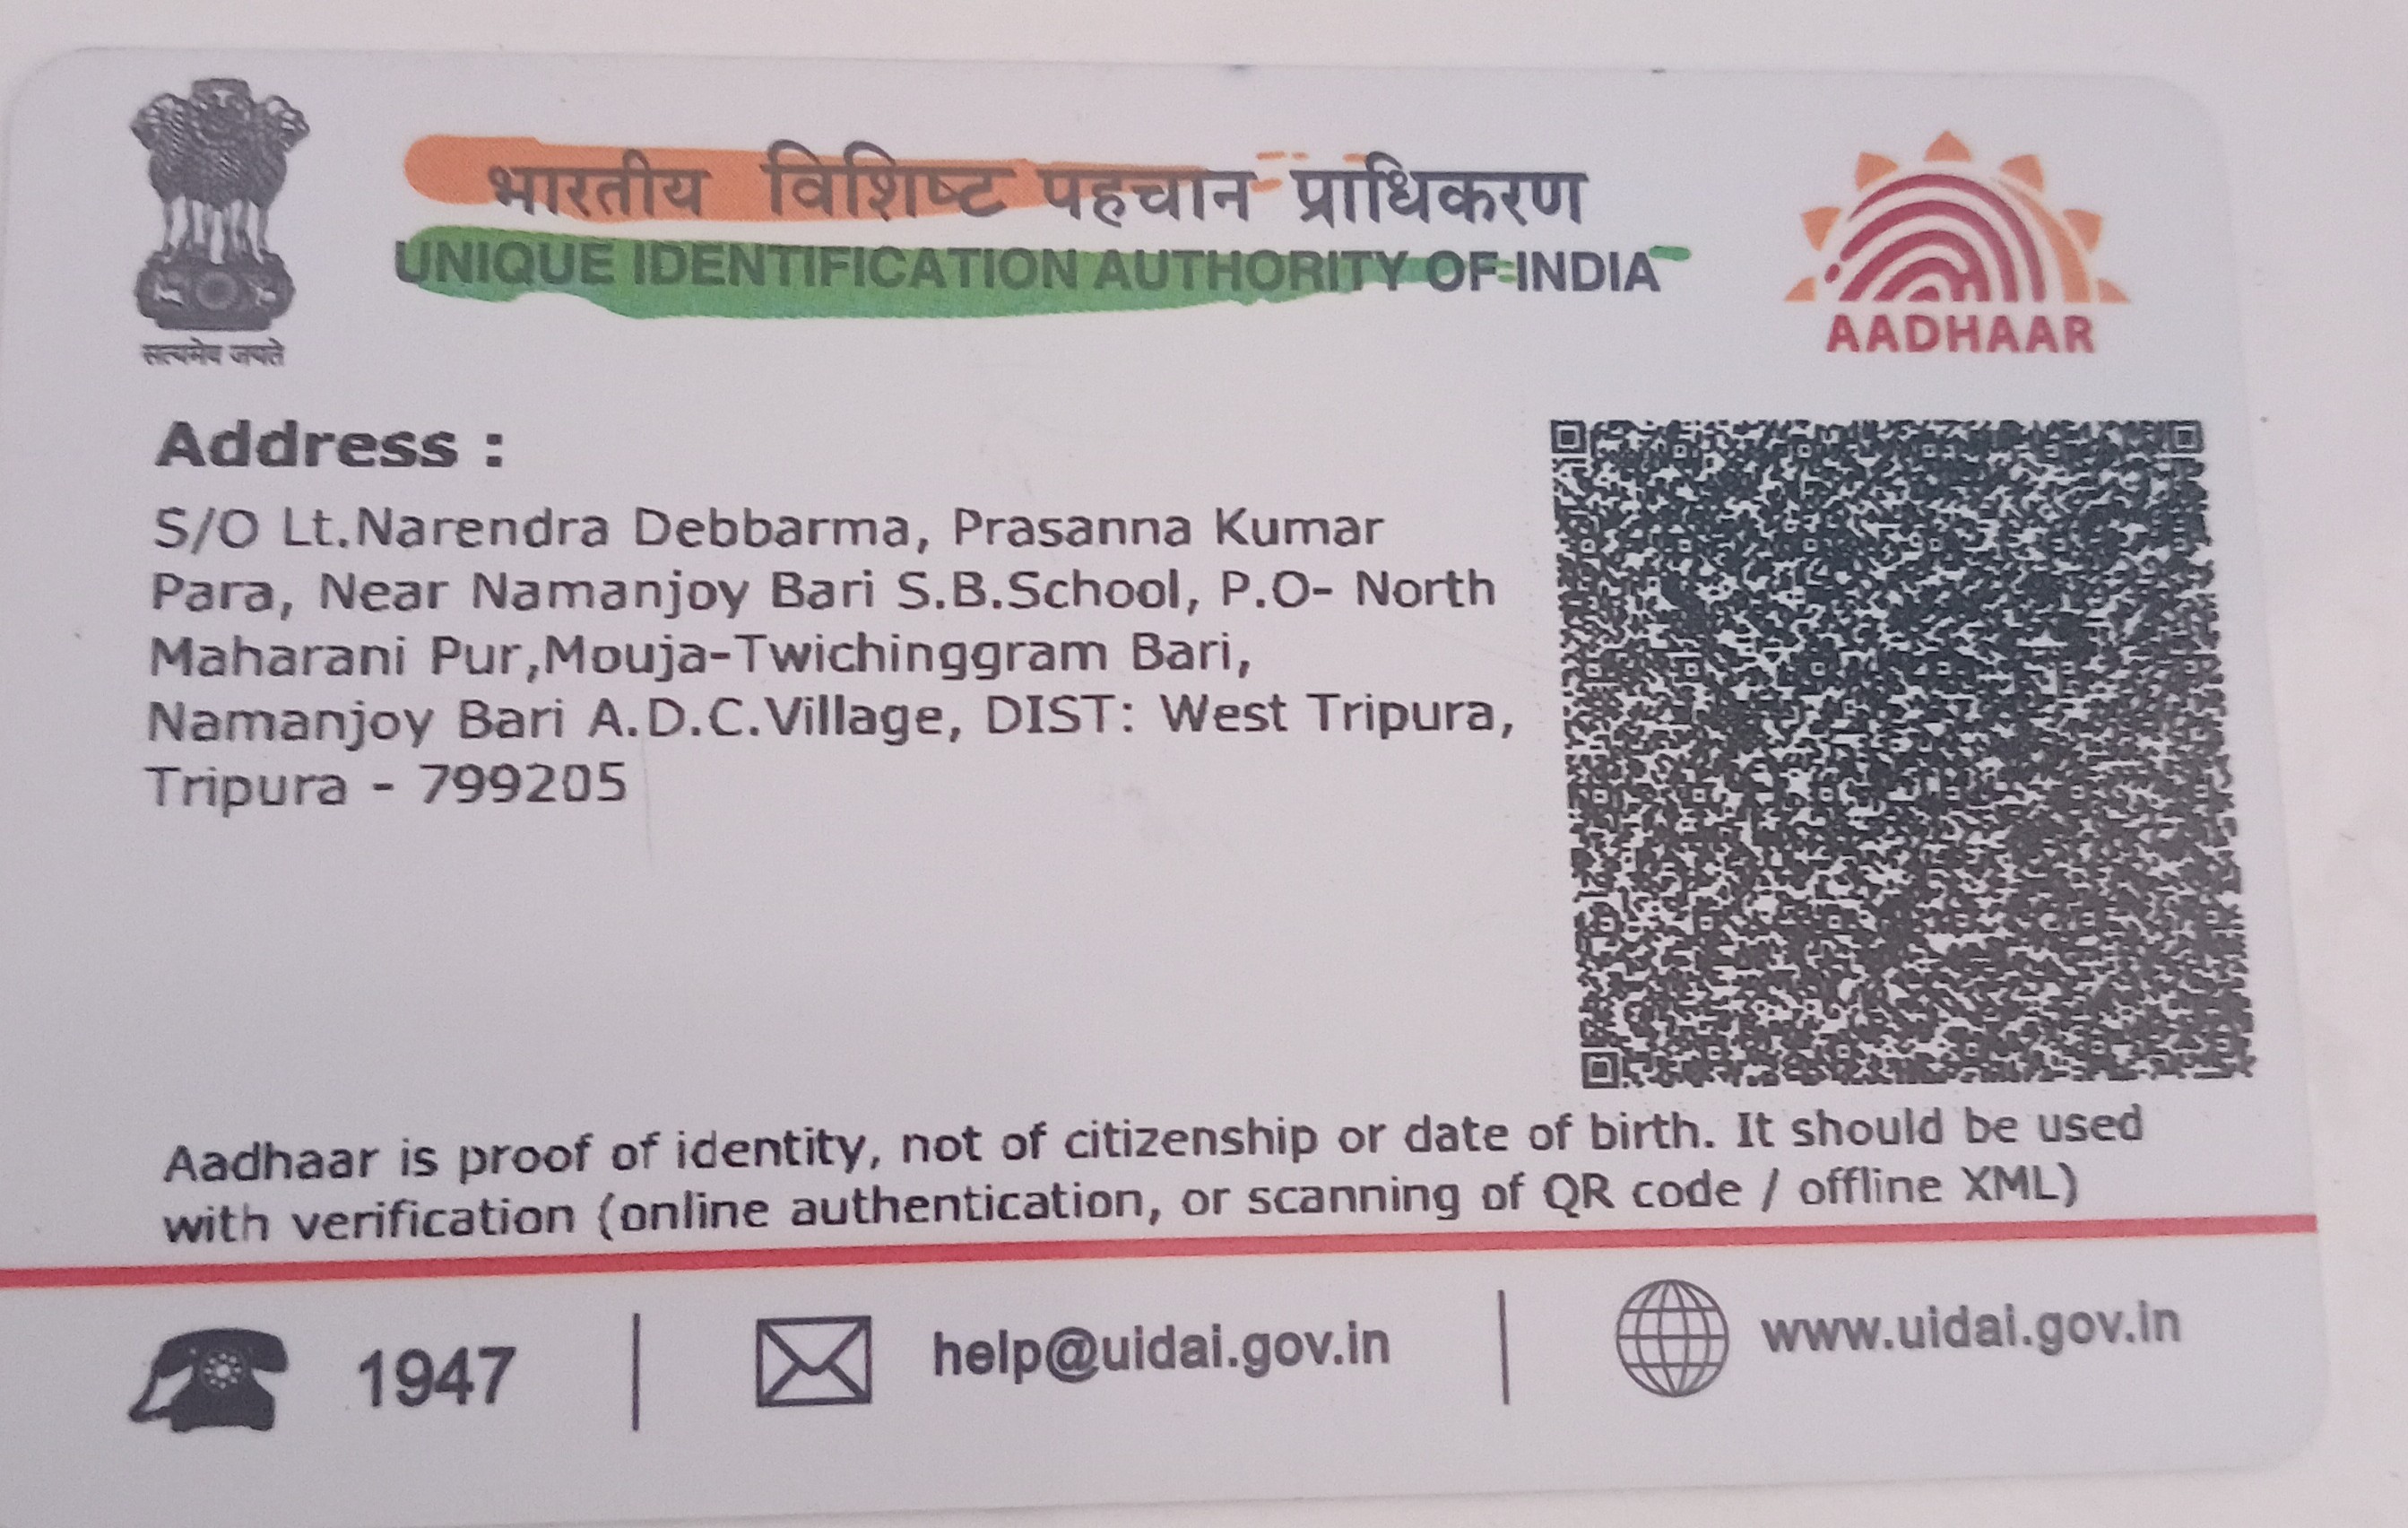 भारतीय विशिष्ट पहचान प्राधिकरण
UNIQUE IDENTIFICATION AUTHORITY OF INDIA
सत्यमेव जयते
AADHAAR
Address :
S/O Lt.Narendra Debbarma, Prasanna Kumar
Para, Near Namanjoy Bari S.B.School, P.O- North
Maharani Pur,Mouja-Twichinggram Bari,
Namanjoy Bari A.D.C.Village, DIST: West Tripura,
Tripura - 799205
Aadhaar is proof of identity, not of citizenship or date of birth. It should be used
with verification (online authentication, or scanning of QR code / offline XML)
1947
help@uidai.gov.in
www.uidai.gov.in